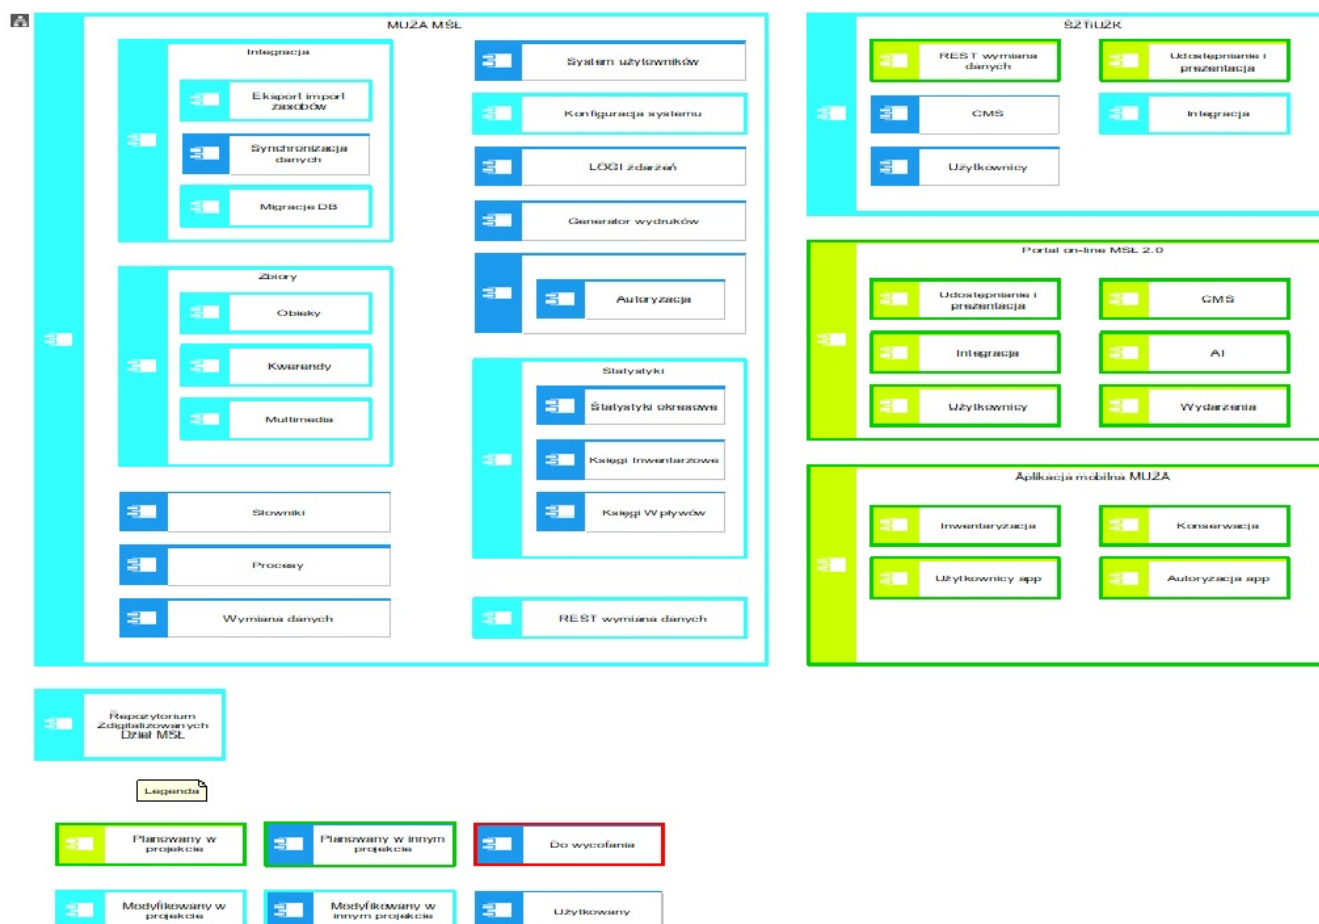 MUZA MSŁ
Integracja
Eksport import
zasobów
Synchronizacja
danych
Migracje DB
Zbiory
Obieky
Kwerendy
Multimedia
Słowniki
Procesy
Wymiana danych
System użytowników
Konfiguracja systemu
LOGI zdarzeń
Generator wydruków
Autoryzacja
Statystyki
Statystyki okresowe
Księgi Inwentarzowe
Księgi Wpływów
REST wymiana danych
SZTiUZK
REST wymiana
danych
Udostępnianie i
prezentacja
CMS
Integracja
Użytkownicy
Portal on-line MSŁ 2.0
Udostępnianie i
prezentacja
CMS
Integracja
AI
Użytkownicy
Wydarzenia
Aplikacja mobilna MUZA
Inwentaryzacja
Konserwacja
Użytkownicy app
Autoryzacja app
Repozytorium
Zdigitalizowanych
Dzieł MSŁ
Legenda
Planowany w
projekcie
Planowany w innym
projekcie
Do wycofania
Modyfikowany w
projekcie
Modyfikowany w
innym projekcie
Użytkowany